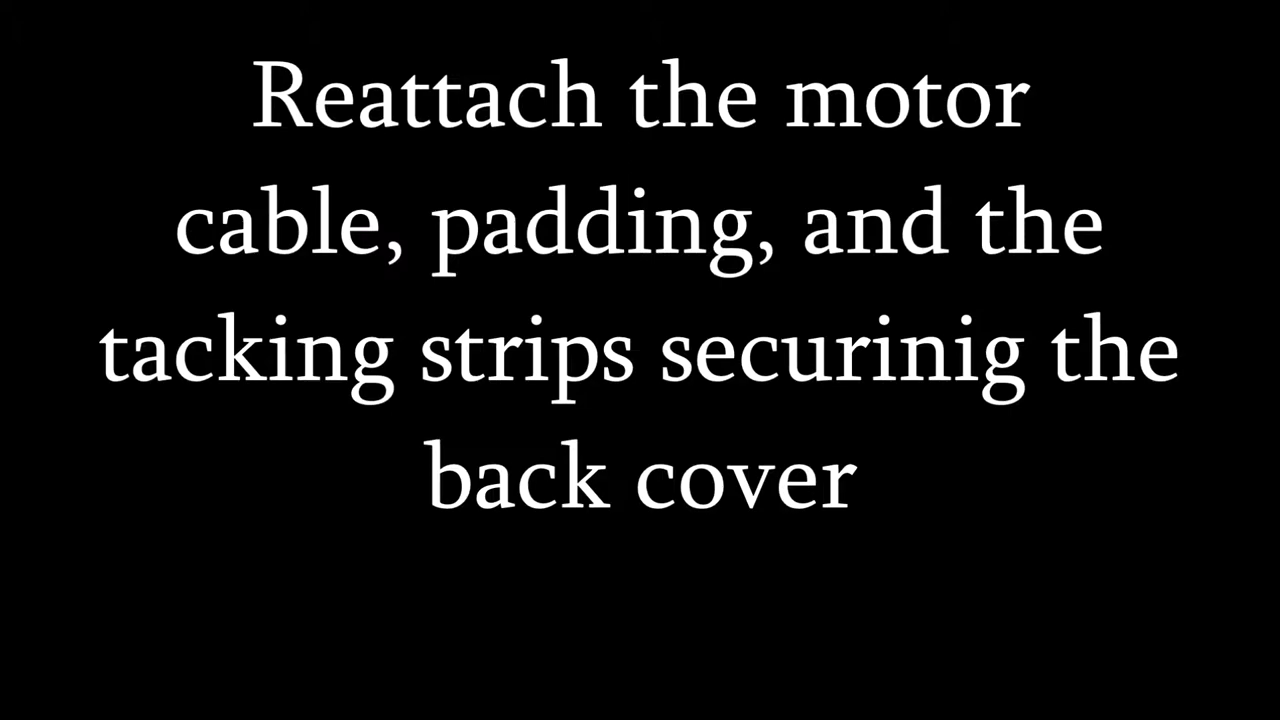 Reattach the motor
cable, padding, and the
tacking strips securinig the
back cover